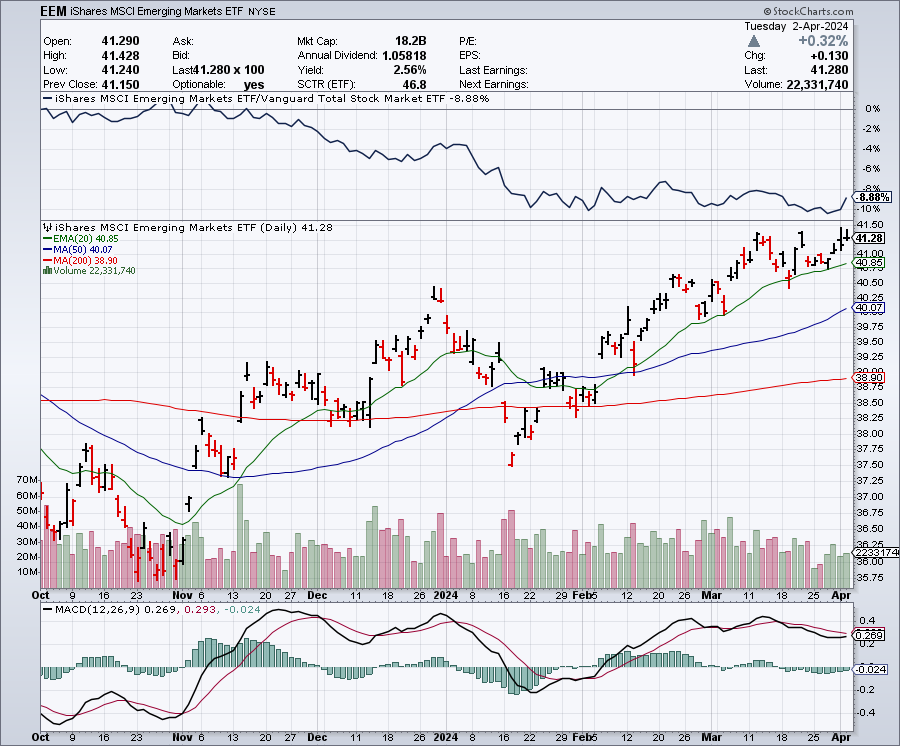 EEM iShares MSCI Emerging Markets ETF NYSE
© StockCharts.com
Tuesday 2-Apr-2024
Open: 41.290 Ask: Mkt Cap: 18.2B P/E: +0.32%
High: 41.428 Bid: Annual Dividend: 1.05818 EPS: Chg: +0.130
Low: 41.240 Last: 41.280 x 100 Yield: 2.56% Last Earnings: Last: 41.280
Prev Close: 41.150 Optionable: yes SCTR (ETF): 46.8 Next Earnings: Volume: 22,331,740
iShares MSCI Emerging Markets ETF/Vanguard Total Stock Market ETF -8.88%
0%
-2%
-4%
-6%
-8%
-8.88%
-10%
iShares MSCI Emerging Markets ETF (Daily) 41.28
EMA(20) 40.85
MA(50) 40.07
MA(200) 38.90
Volume 22,331,740
41.50
41.28
41.00
40.85
40.50
40.25
40.07
39.75
39.50
39.25
38.90
38.75
38.50
38.25
38.00
37.75
37.50
37.25
37.00
36.75
36.50
36.25
22331740
36.00
35.75
70M
60M
50M
40M
30M
20M
10M
Oct 9 16 23 Nov 6 13 20 27 Dec 11 18 26 2024 8 16 22 29 Feb 5 12 20 26 Mar 11 18 25 Apr
MACD(12,26,9) 0.269, 0.293, -0.024
0.4
0.269
0.2
-0.024
-0.2
-0.4
Oct 9 16 23 Nov 6 13 20 27 Dec 11 18 26 2024 8 16 22 29 Feb 5 12 20 26 Mar 11 18 25 Apr